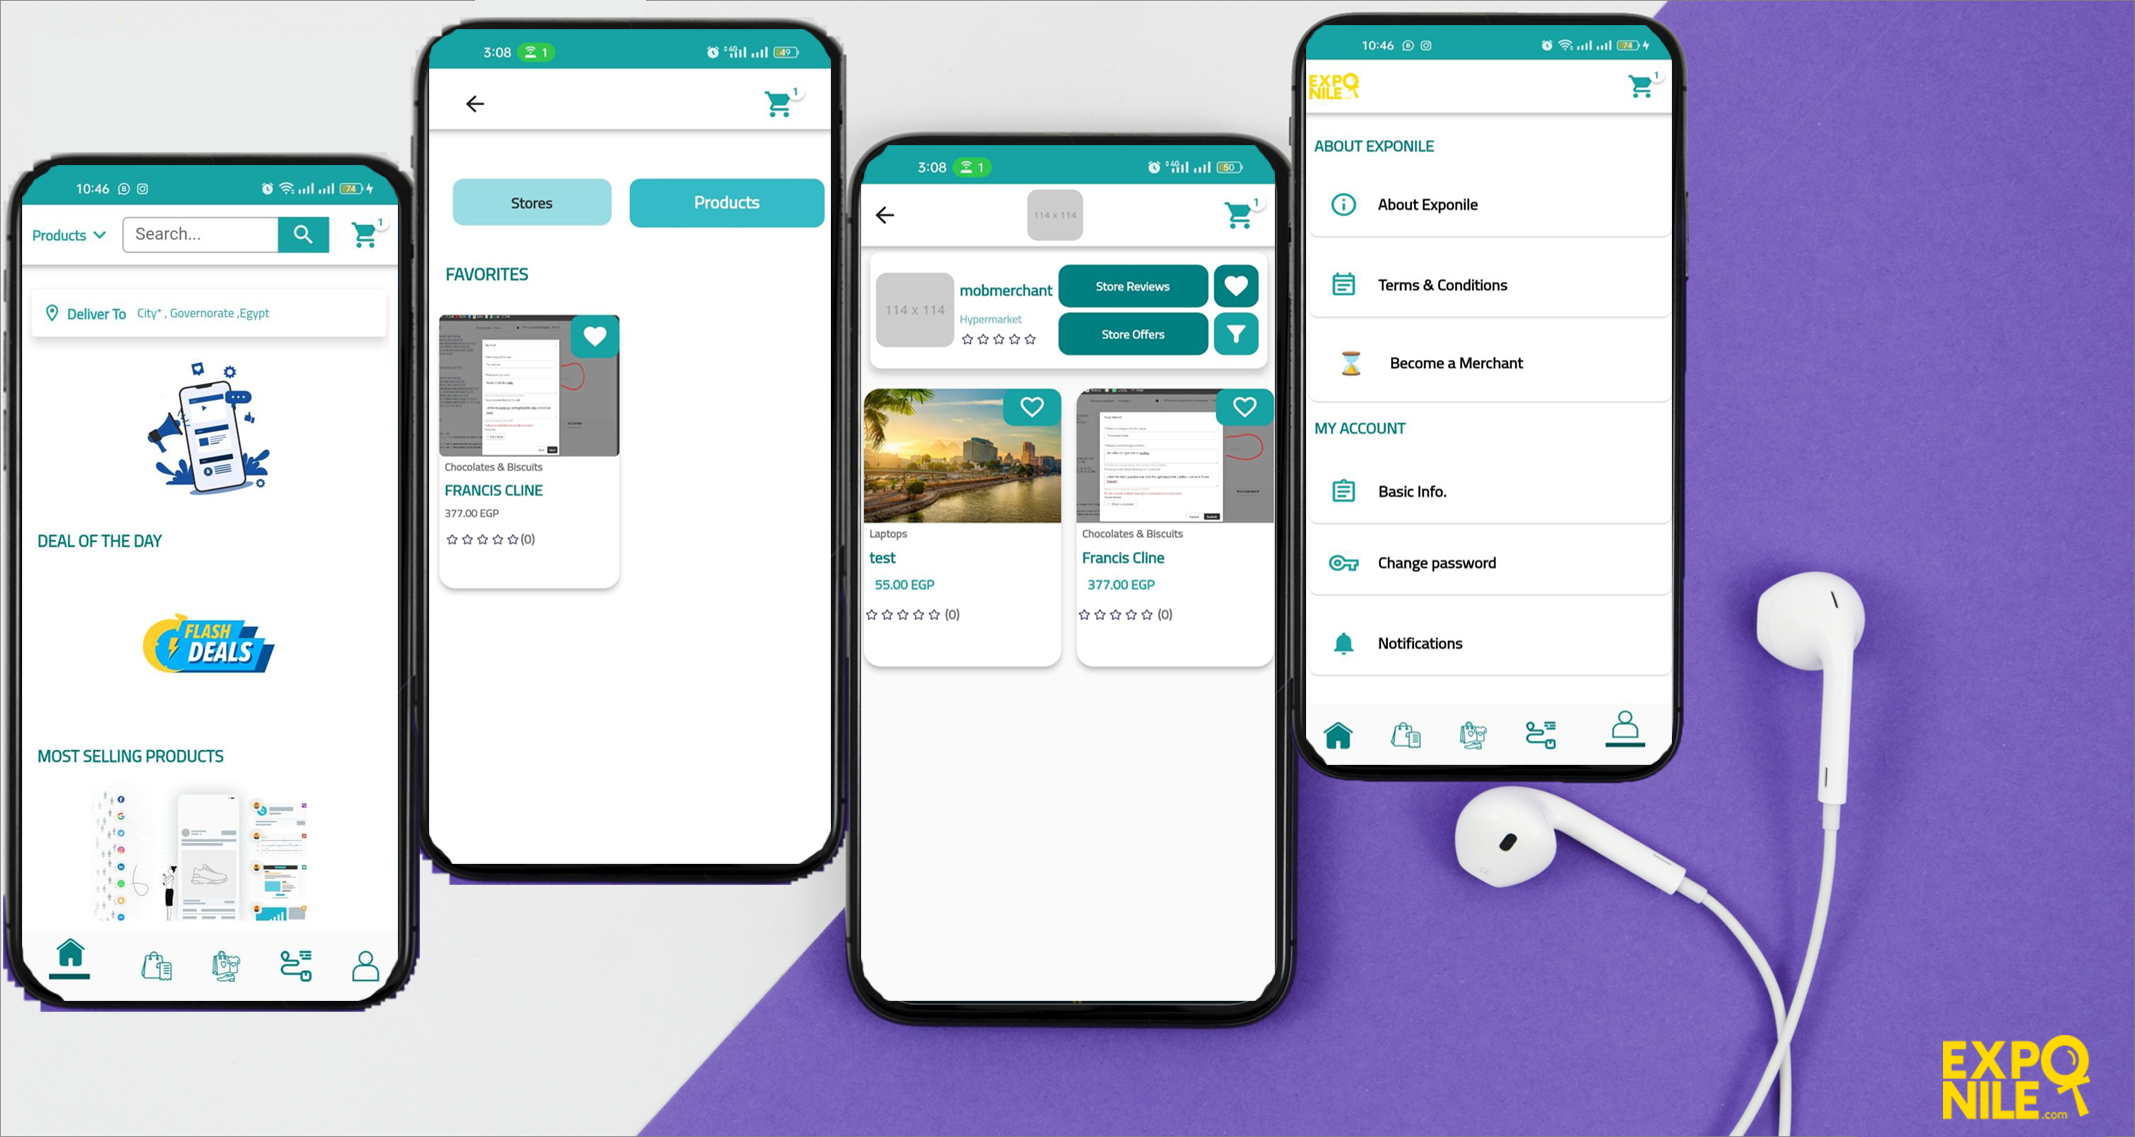 10:46
74
Products
Search...
1
Deliver To City* , Governorate ,Egypt
DEAL OF THE DAY
FLASH
DEALS
MOST SELLING PRODUCTS
3:08 1
4G
49
1
Stores
Products
FAVORITES
Chocolates & Biscuits
FRANCIS CLINE
377.00 EGP
(0)
3:08 1
4G
50
114 x 114
1
114 x 114
mobmerchant
Hypermarket
Store Reviews
Store Offers
Laptops
test
55.00 EGP
(0)
Chocolates & Biscuits
Francis Cline
377.00 EGP
(0)
10:46
74
EXPO
NILE
1
ABOUT EXPONILE
About Exponile
Terms & Conditions
Become a Merchant
MY ACCOUNT
Basic Info.
Change password
Notifications
EXPO
NILE.com